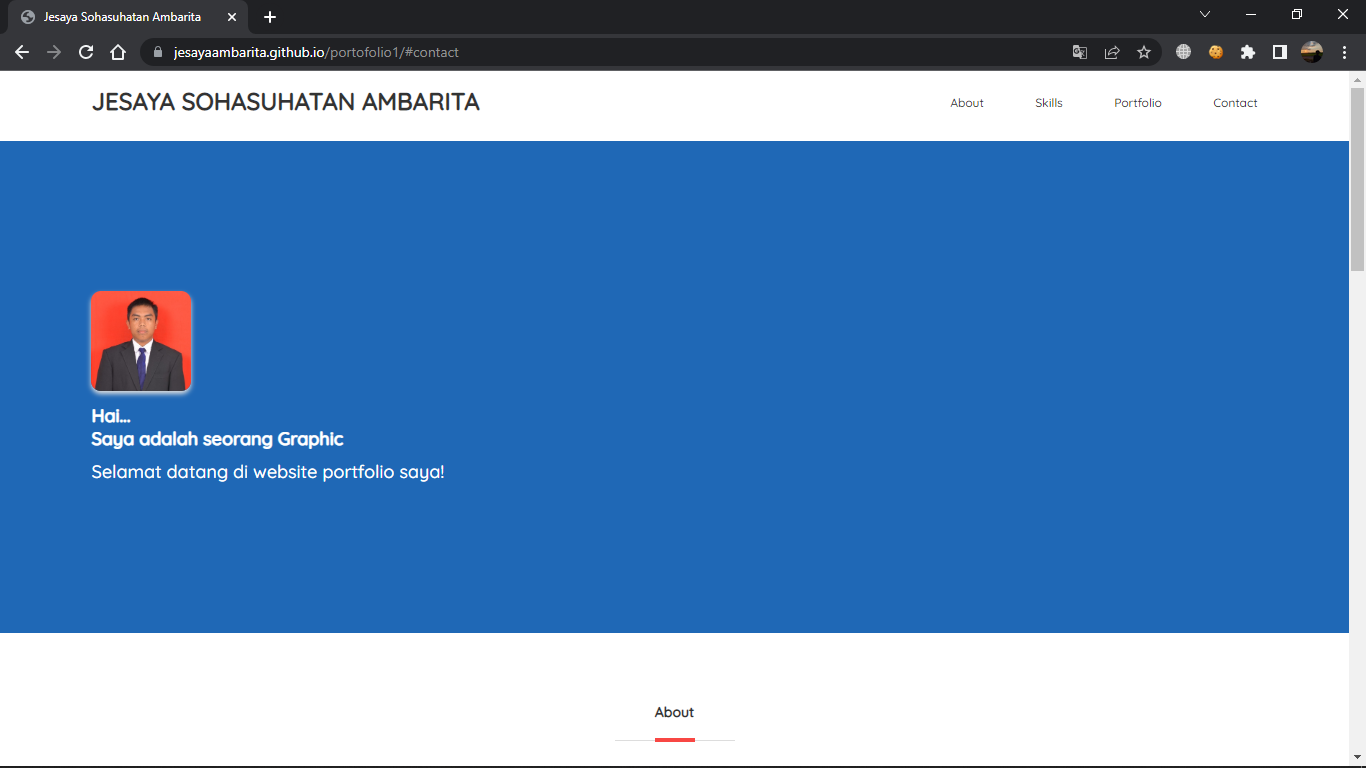 Jesaya Sohasuhatan Ambarita
jesayaambarita.github.io/portofolio1/#contact
JESAYA SOHASUHATAN AMBARITA
About Skills Portfolio Contact
Hai...
Saya adalah seorang Graphic
Selamat datang di website portfolio saya!
About